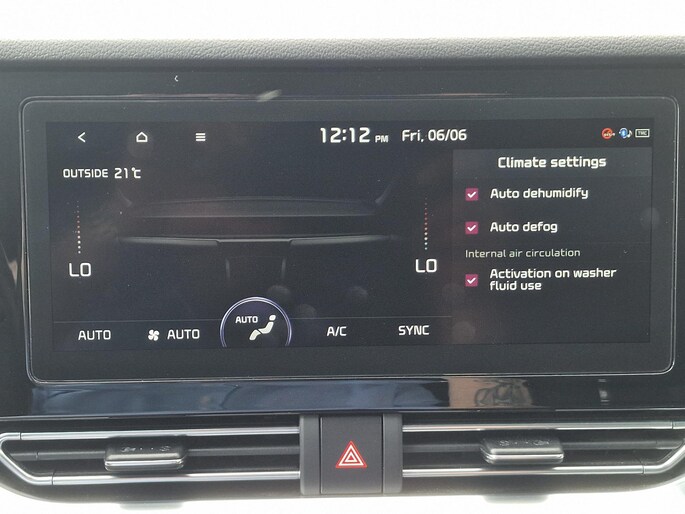 12:12 PM Fri, 06/06
OUTSIDE 21°C
Climate settings
Auto dehumidify
Auto defog
Internal air circulation
Activation on washer
fluid use
LO
LO
AUTO
AUTO
AUTO
A/C
SYNC